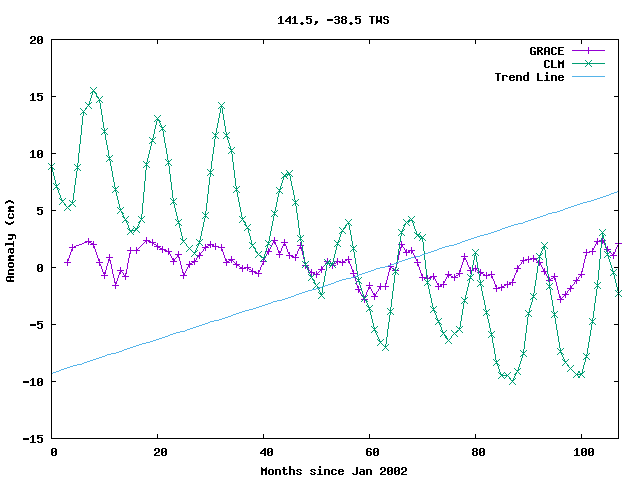 141.5, -38.5 TWS
GRACE
CLM
Trend Line
20
15
10
5
0
-5
-10
-15
Anomaly (cm)
0 20 40 60 80 100
Months since Jan 2002